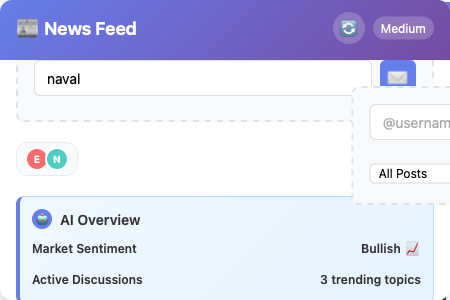 News Feed
Medium
naval
@usernam
All Posts
E N
AI Overview
Market Sentiment Bullish
Active Discussions 3 trending topics